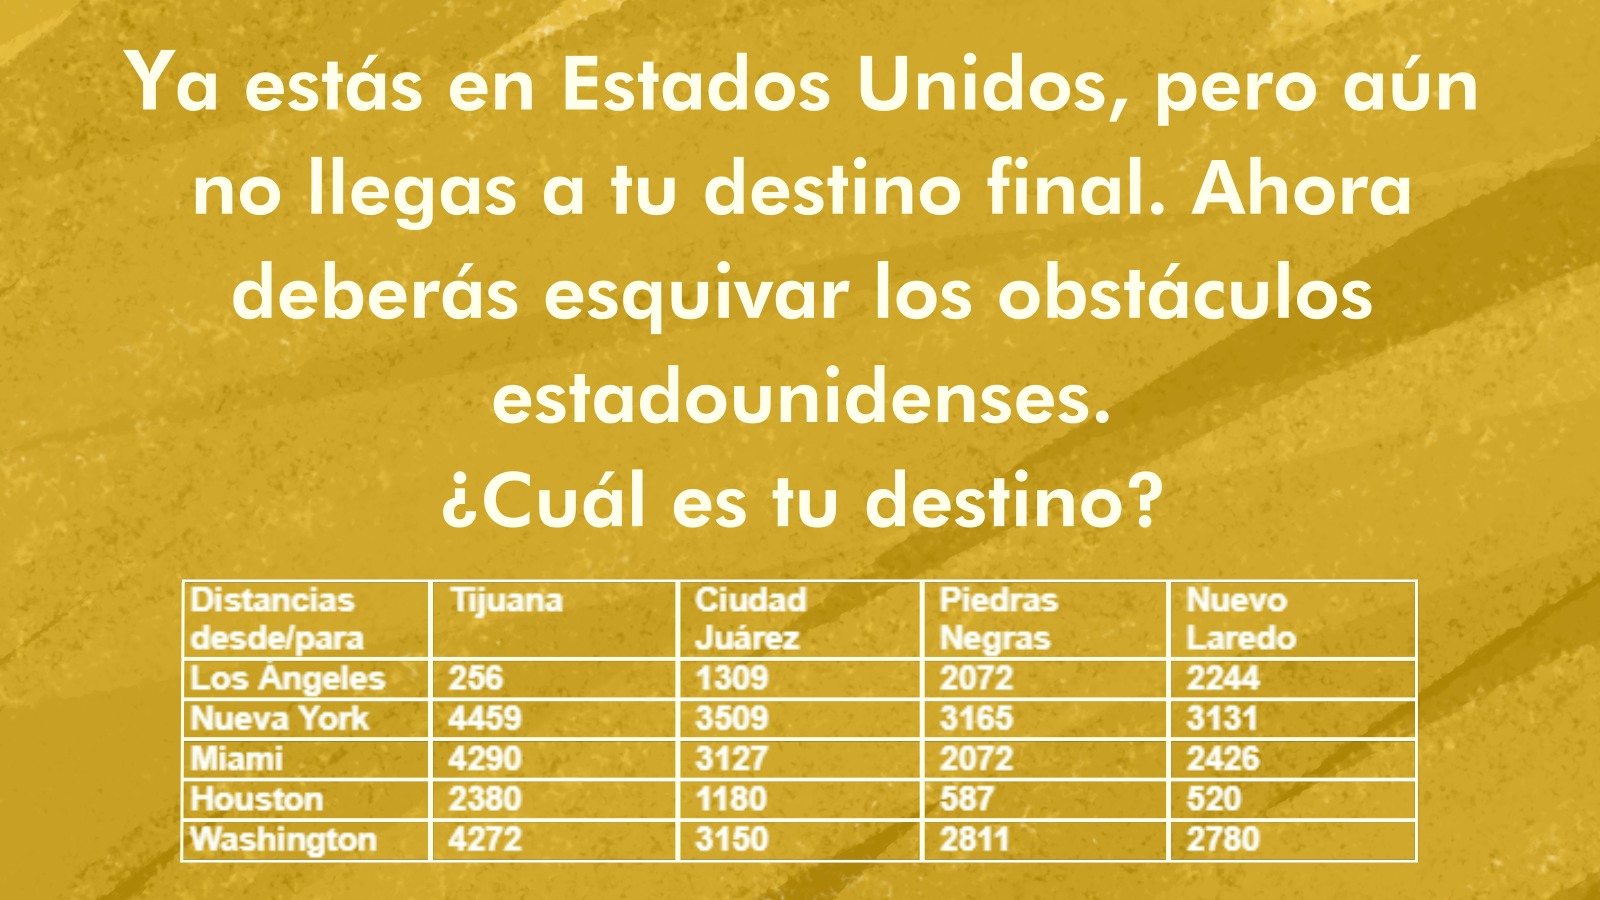 Ya estás en Estados Unidos, pero aún
no llegas a tu destino final. Ahora
deberás esquivar los obstáculos
estadounidenses.
¿Cuál es tu destino?
Distancias desde/para Tijuana Ciudad Juárez Piedras Negras Nuevo Laredo
Los Ángeles 256 1309 2072 2244
Nueva York 4459 3509 3165 3131
Miami 4290 3127 2072 2426
Houston 2380 1180 587 520
Washington 4272 3150 2811 2780